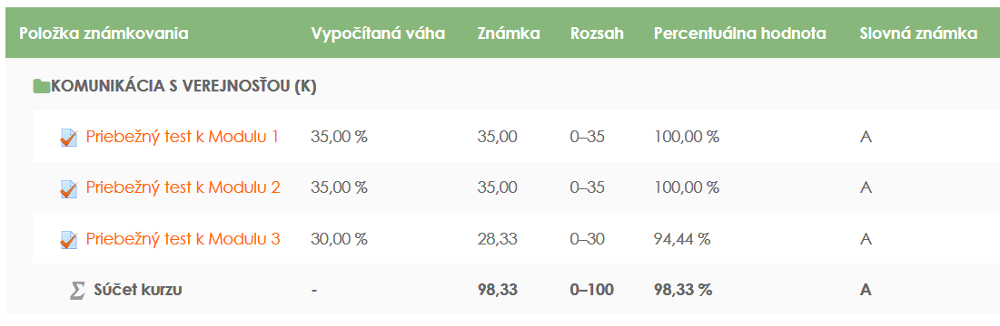 Položka známkovania Vypočítaná váha Známka Rozsah Percentuálna hodnota Slovná známka
KOMUNIKÁCIA S VEREJNOSŤOU (K)
Priebežný test k Modulu 1 35,00 % 35,00 0–35 100,00 % A
Priebežný test k Modulu 2 35,00 % 35,00 0–35 100,00 % A
Priebežný test k Modulu 3 30,00 % 28,33 0–30 94,44 % A
Σ Súčet kurzu - 98,33 0–100 98,33 % A